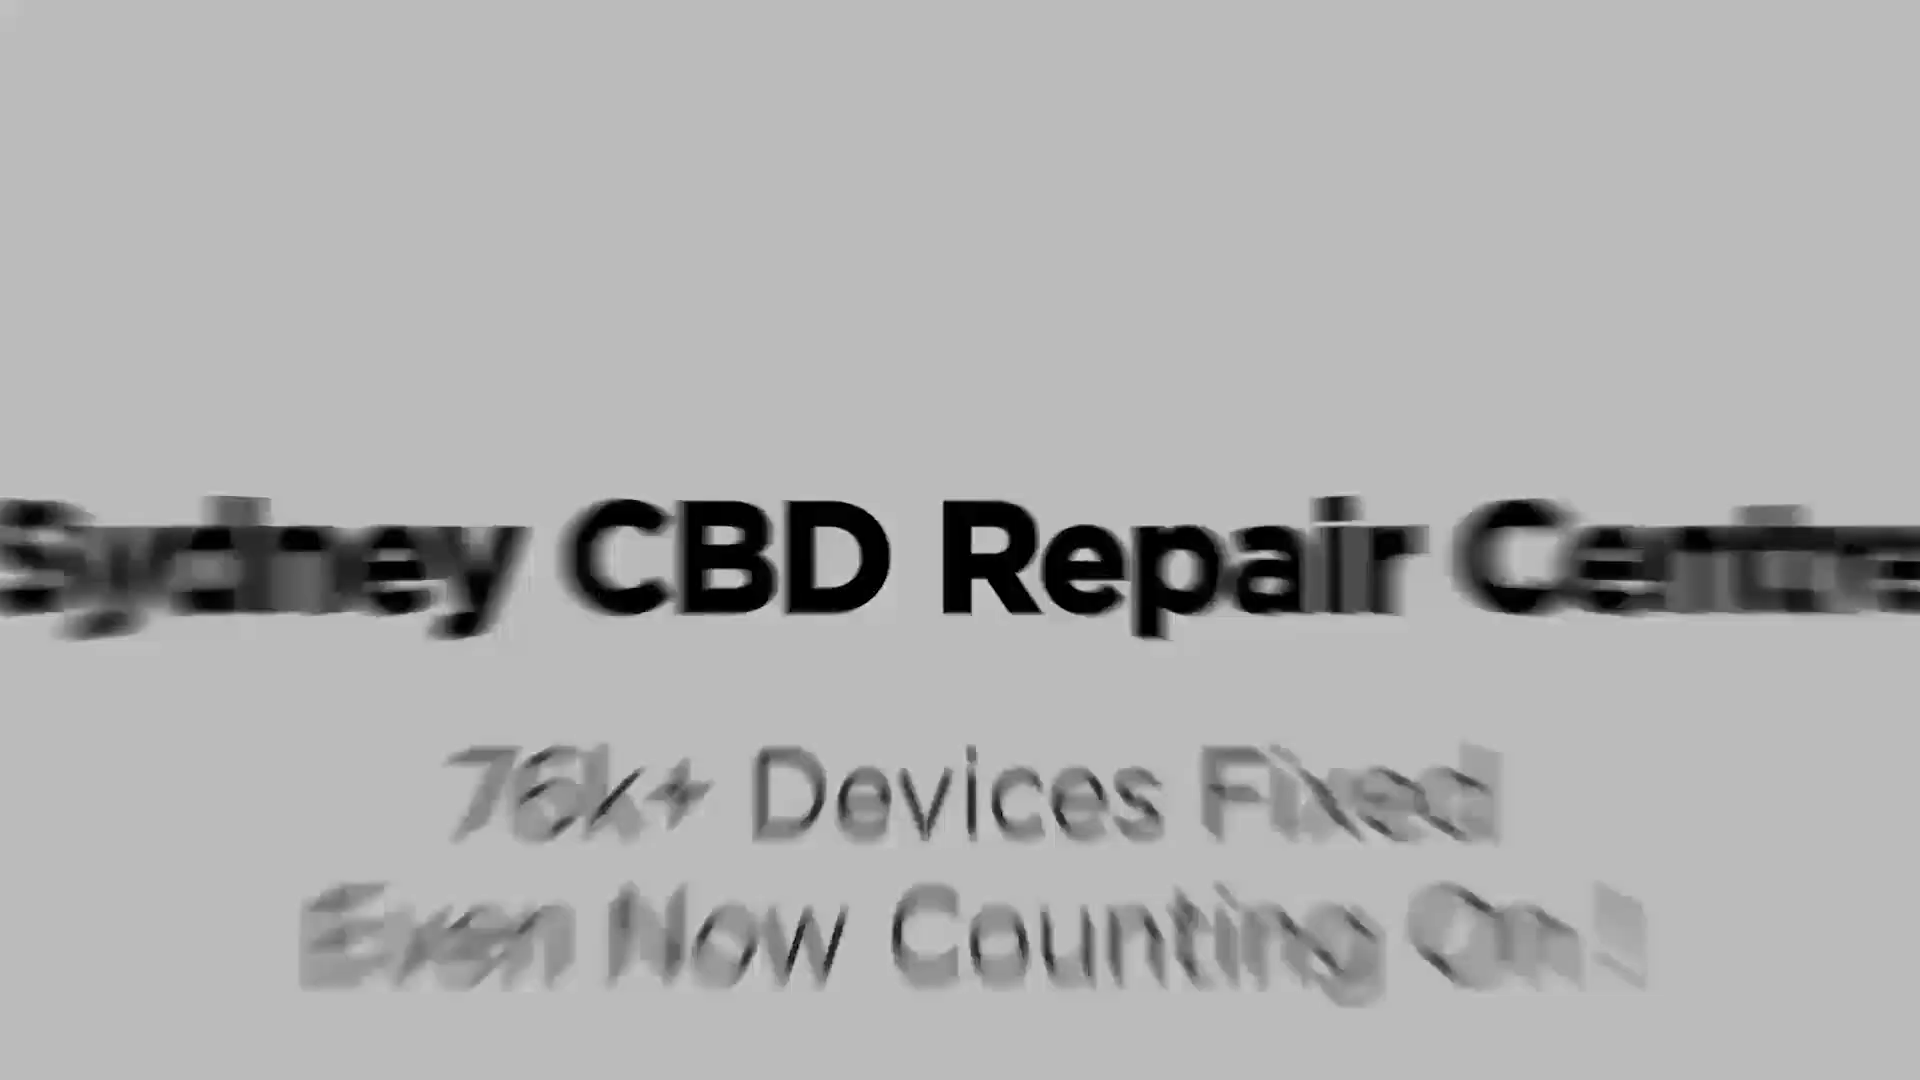 Sydney CBD Repair Centre
76k+ Devices Fixed
Even Now Counting On!